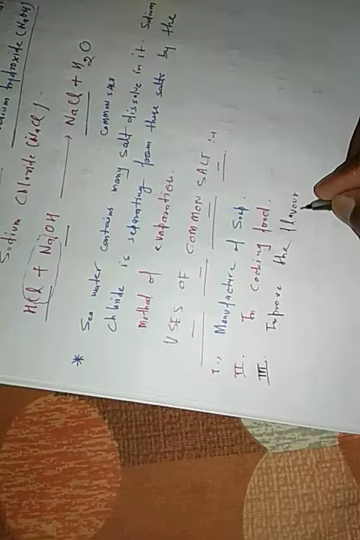 Sodium hydroxide (NaOH)
Sodium Chloride (NaCl) :-
HCl + NaOH → NaCl + H2O
COMMON SALT
* Sea water contains many salt dissolve in it. Sodium
Chloride is separating from these salts by the
Method of evaporation.
USES OF COMMON SALT :-
I., Manufacture of Soap.
II. In Cooking food.
III. Improve the flavour